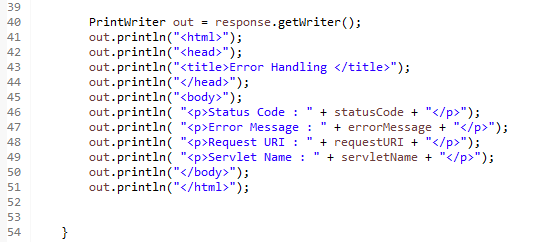 39
40        PrintWriter out = response.getWriter();
41        out.println("<html>");
42        out.println("<head>");
43        out.println("<title>Error Handling </title>");
44        out.println("</head>");
45        out.println("<body>");
46        out.println( "<p>Status Code : " + statusCode + "</p>");
47        out.println( "<p>Error Message : " + errorMessage + "</p>");
48        out.println( "<p>Request URI : " + requestURI + "</p>");
49        out.println( "<p>Servlet Name : " + servletName + "</p>");
50        out.println("</body>");
51        out.println("</html>");
52
53
54    }